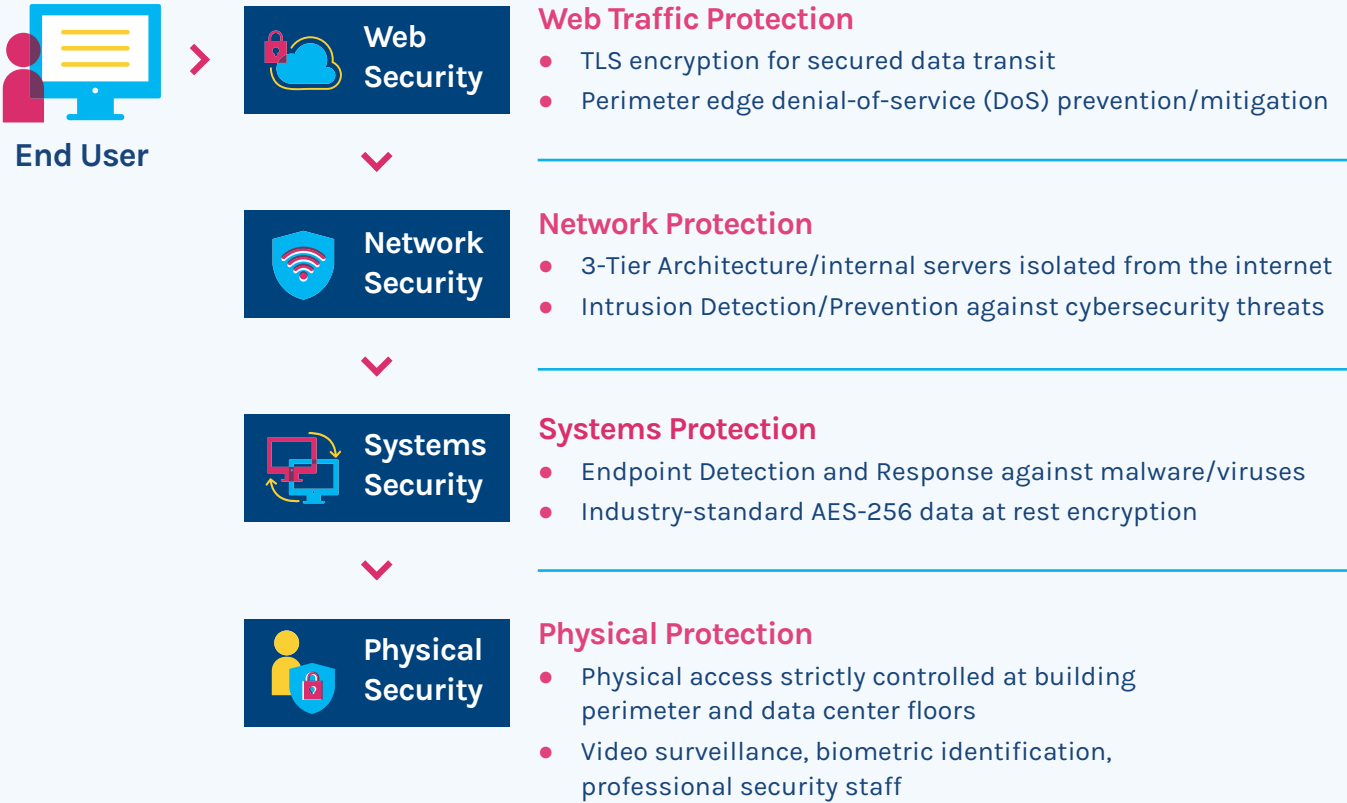 End User
Web
Security
Web Traffic Protection
● TLS encryption for secured data transit
● Perimeter edge denial-of-service (DoS) prevention/mitigation
Network
Security
Network Protection
● 3-Tier Architecture/internal servers isolated from the internet
● Intrusion Detection/Prevention against cybersecurity threats
Systems
Security
Systems Protection
● Endpoint Detection and Response against malware/viruses
● Industry-standard AES-256 data at rest encryption
Physical
Security
Physical Protection
● Physical access strictly controlled at building
perimeter and data center floors
● Video surveillance, biometric identification,
professional security staff